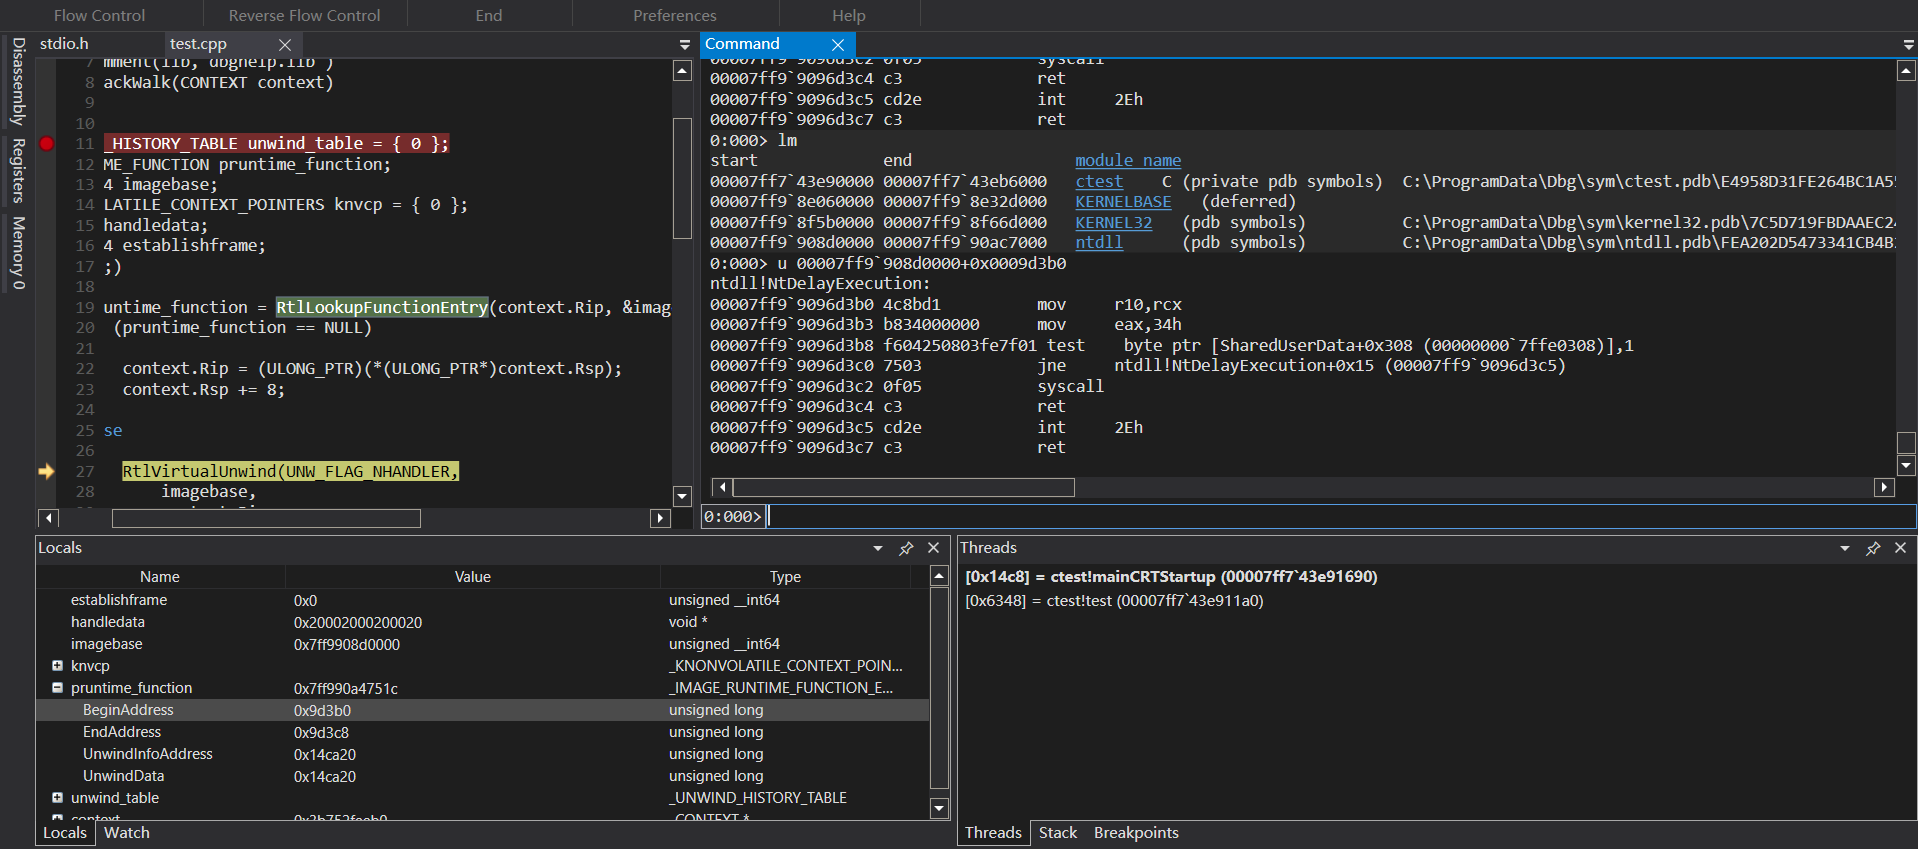 Flow Control Reverse Flow Control End Preferences Help
Disassembly
Registers
Memory 0
stdio.h test.cpp
7 mment(lib, dbghelp.lib )
8 ackWalk(CONTEXT context)
9
10
11 _HISTORY_TABLE unwind_table = { 0 };
12 ME_FUNCTION pruntime_function;
13 4 imagebase;
14 LATILE_CONTEXT_POINTERS knvcp = { 0 };
15 handledata;
16 4 establishframe;
17 ;)
18
19 untime_function = RtlLookupFunctionEntry(context.Rip, &imag
20 (pruntime_function == NULL)
21
22 context.Rip = (ULONG_PTR)(*(ULONG_PTR*)context.Rsp);
23 context.Rsp += 8;
24
25 se
26
27 RtlVirtualUnwind(UNW_FLAG_NHANDLER,
28 imagebase,
Command
00007ff9`9096d3c2 0f05 syscall
00007ff9`9096d3c4 c3 ret
00007ff9`9096d3c5 cd2e int 2Eh
00007ff9`9096d3c7 c3 ret
0:000> lm
start end module name
00007ff7`43e90000 00007ff7`43eb6000 ctest C (private pdb symbols) C:\ProgramData\Dbg\sym\ctest.pdb\E4958D31FE264BC1A5
00007ff9`8e060000 00007ff9`8e32d000 KERNELBASE (deferred)
00007ff9`8f5b0000 00007ff9`8f66d000 KERNEL32 (pdb symbols) C:\ProgramData\Dbg\sym\kernel32.pdb\7C5D719FBDAAEC24
00007ff9`908d0000 00007ff9`90ac7000 ntdll (pdb symbols) C:\ProgramData\Dbg\sym\ntdll.pdb\FEA202D5473341CB4B
0:000> u 00007ff9`908d0000+0x0009d3b0
ntdll!NtDelayExecution:
00007ff9`9096d3b0 4c8bd1 mov r10,rcx
00007ff9`9096d3b3 b834000000 mov eax,34h
00007ff9`9096d3b8 f604250803fe7f01 test byte ptr [SharedUserData+0x308 (00000000`7ffe0308)],1
00007ff9`9096d3c0 7503 jne ntdll!NtDelayExecution+0x15 (00007ff9`9096d3c5)
00007ff9`9096d3c2 0f05 syscall
00007ff9`9096d3c4 c3 ret
00007ff9`9096d3c5 cd2e int 2Eh
00007ff9`9096d3c7 c3 ret
0:000>
Locals
Name Value Type
establishframe 0x0 unsigned __int64
handledata 0x20002000200020 void *
imagebase 0x7ff9908d0000 unsigned __int64
knvcp _KNONVOLATILE_CONTEXT_POIN...
pruntime_function 0x7ff990a4751c _IMAGE_RUNTIME_FUNCTION_E...
BeginAddress 0x9d3b0 unsigned long
EndAddress 0x9d3c8 unsigned long
UnwindInfoAddress 0x14ca20 unsigned long
UnwindData 0x14ca20 unsigned long
unwind_table _UNWIND_HISTORY_TABLE
context _CONTEXT *
Locals Watch
Threads
[0x14c8] = ctest!mainCRTStartup (00007ff7`43e91690)
[0x6348] = ctest!test (00007ff7`43e911a0)
Threads Stack Breakpoints